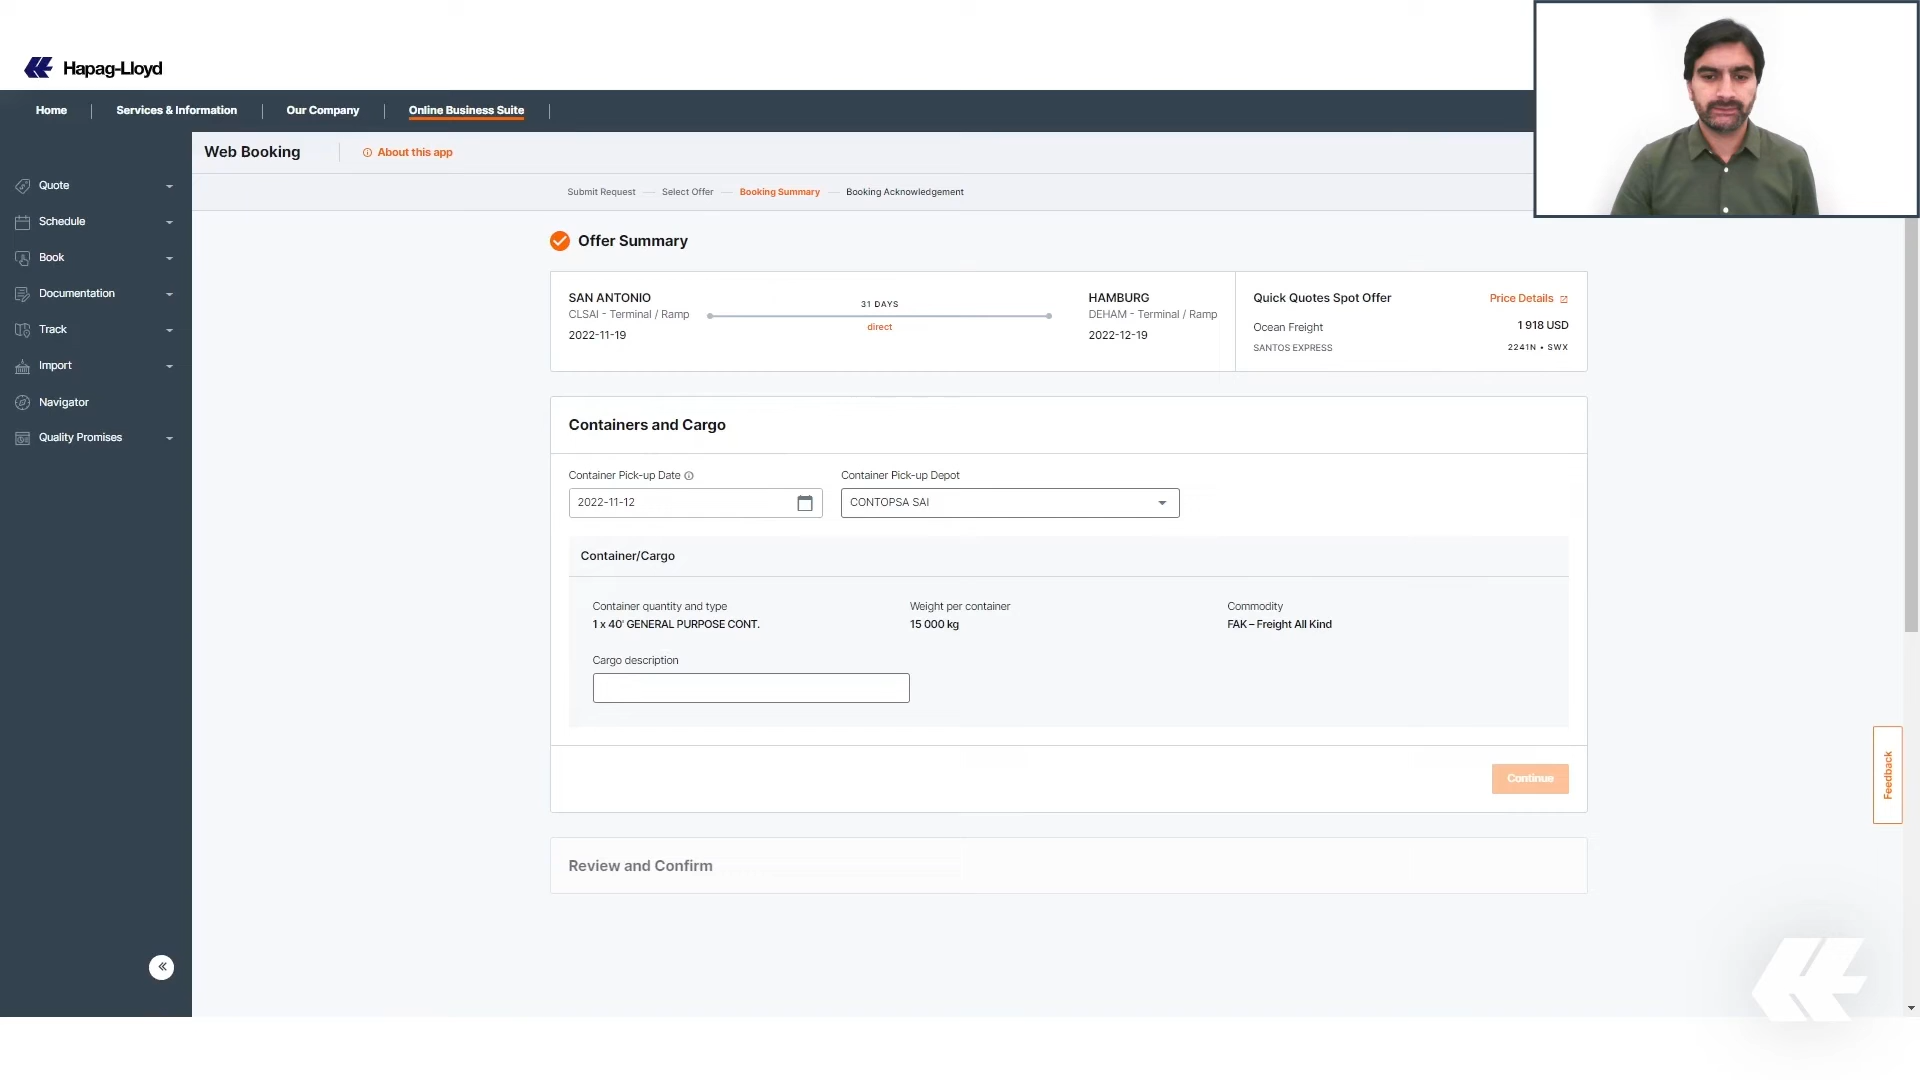 Hapag-Lloyd
Home
Services & Information
Our Company
Online Business Suite
Web Booking
About this app
Quote
Schedule
Book
Documentation
Track
Import
Navigator
Quality Promises
Submit Request
Select Offer
Booking Summary
Booking Acknowledgement
Offer Summary
SAN ANTONIO
CLSAI - Terminal / Ramp
2022-11-19
31 DAYS
direct
HAMBURG
DEHAM - Terminal / Ramp
2022-12-19
Quick Quotes Spot Offer
Price Details
Ocean Freight
1 918 USD
SANTOS EXPRESS
2241N • SWX
Containers and Cargo
Container Pick-up Date
2022-11-12
Container Pick-up Depot
CONTOPSA SAI
Container/Cargo
Container quantity and type
1 x 40' GENERAL PURPOSE CONT.
Weight per container
15 000 kg
Commodity
FAK – Freight All Kind
Cargo description
Continue
Review and Confirm
Feedback